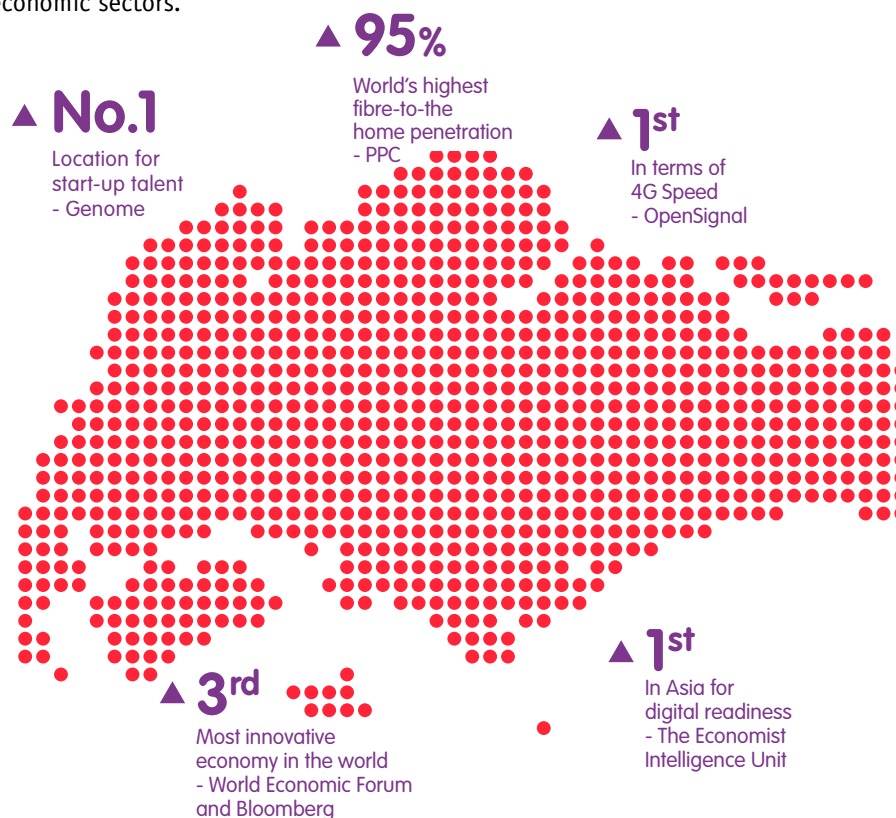 economic sectors.
95%
World's highest
fibre-to-the
home penetration
- PPC
No.1
Location for
start-up talent
- Genome
1st
In terms of
4G Speed
- OpenSignal
3rd
Most innovative
economy in the world
- World Economic Forum
and Bloomberg
1st
In Asia for
digital readiness
- The Economist
Intelligence Unit